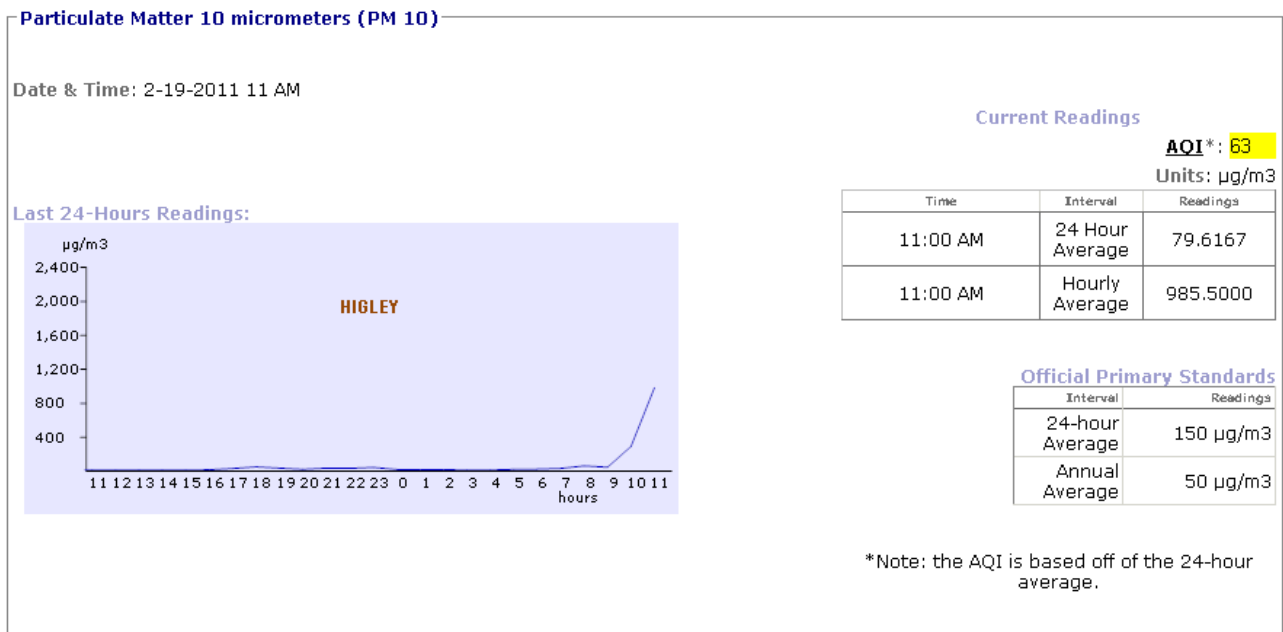 Particulate Matter 10 micrometers (PM 10)
Date & Time: 2-19-2011 11 AM
Current Readings
AQI*: 63
Units: µg/m3
Time Interval Readings
11:00 AM 24 Hour Average 79.6167
11:00 AM Hourly Average 985.5000
Last 24-Hours Readings:
µg/m3
2,400
2,000
1,600
1,200
800
400
HIGLEY
11 12 13 14 15 16 17 18 19 20 21 22 23 0 1 2 3 4 5 6 7 8 9 10 11
hours
Official Primary Standards
Interval Readings
24-hour Average 150 µg/m3
Annual Average 50 µg/m3
*Note: the AQI is based off of the 24-hour
average.